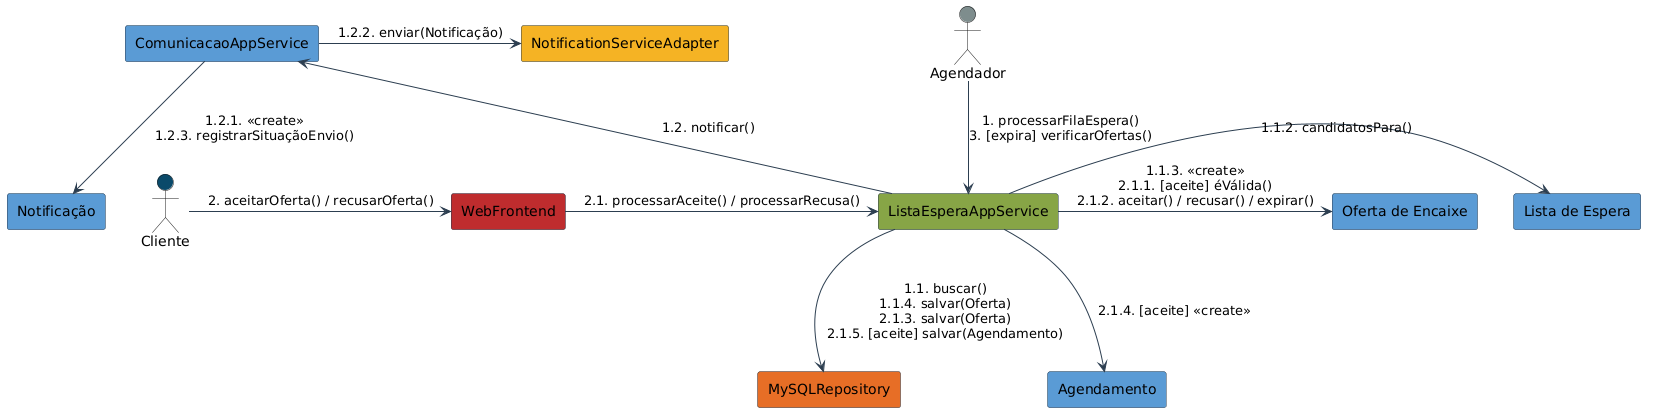 1.2.2. enviar(Notificação)
ComunicacaoAppService
NotificationServiceAdapter
Agendador
1.2.1. «create»
1.2.3. registrarSituaçãoEnvio()
1.2. notificar()
1. processarFilaEspera()
3. [expira] verificarOfertas()
1.1.2. candidatosPara()
1.1.3. «create»
2.1.1. [aceite] éVálida()
2.1.2. aceitar() / recusar() / expirar()
Notificação
2. aceitarOferta() / recusarOferta()
WebFrontend
2.1. processarAceite() / processarRecusa()
ListaEsperaAppService
Oferta de Encaixe
Lista de Espera
Cliente
1.1. buscar()
1.1.4. salvar(Oferta)
2.1.3. salvar(Oferta)
2.1.5. [aceite] salvar(Agendamento)
2.1.4. [aceite] «create»
MySQLRepository
Agendamento